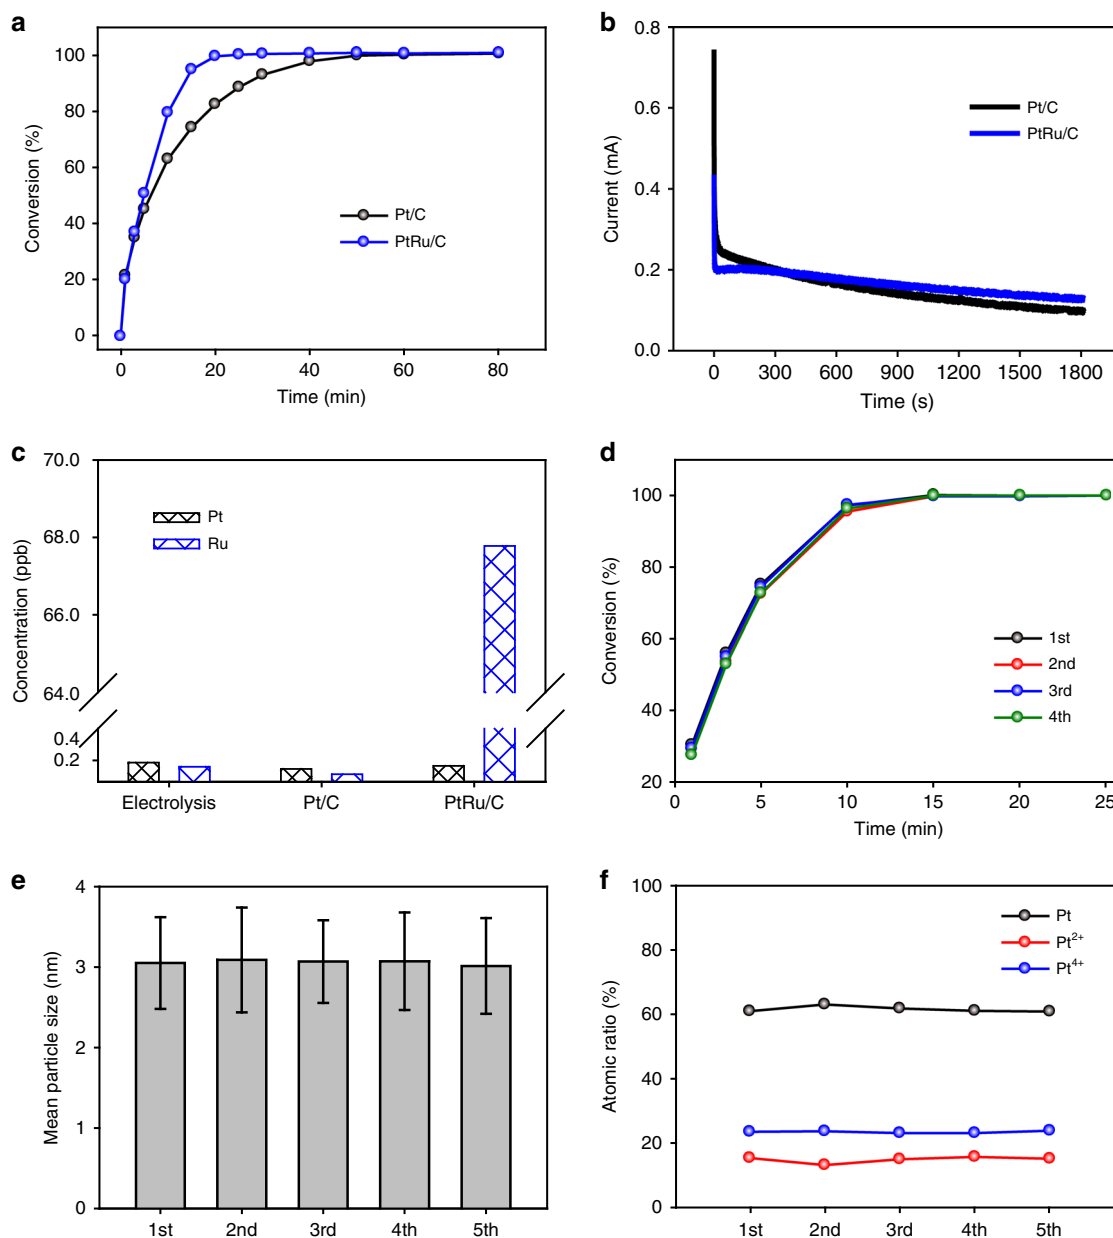 a
100
80
60
40
20
0
Conversion (%)
Pt/C
PtRu/C
0 20 40 60 80
Time (min)
b
0.8
0.6
0.4
0.2
0.0
Current (mA)
Pt/C
PtRu/C
0 300 600 900 1200 1500 1800
Time (s)
c
70.0
68.0
66.0
64.0
0.4
0.2
Concentration (ppb)
Pt
Ru
Electrolysis Pt/C PtRu/C
d
100
80
60
40
20
Conversion (%)
1st
2nd
3rd
4th
0 5 10 15 20 25
Time (min)
e
4
3
2
1
0
Mean particle size (nm)
1st 2nd 3rd 4th 5th
f
100
80
60
40
20
0
Atomic ratio (%)
Pt
Pt2+
Pt4+
1st 2nd 3rd 4th 5th